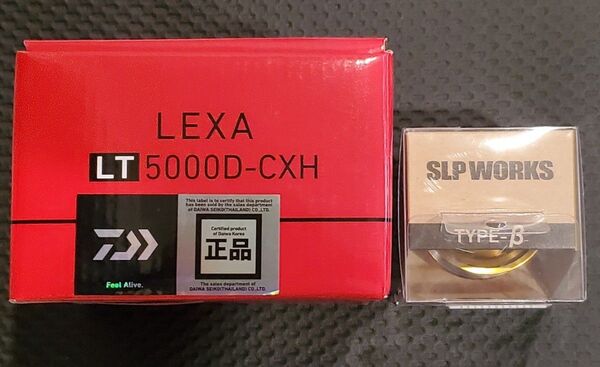 LEXA
LT 5000D-CXH
This label is to certify that this product
has been sold by the sales department
of DAIWA SEIKO(THAILAND) CO.,LTD.
Certified product
of Daiwa Korea
正品
The sales department of
DAIWA SEIKO(THAILAND) CO.,LTD.
Feel Alive.
SLP WORKS
TYPE-β